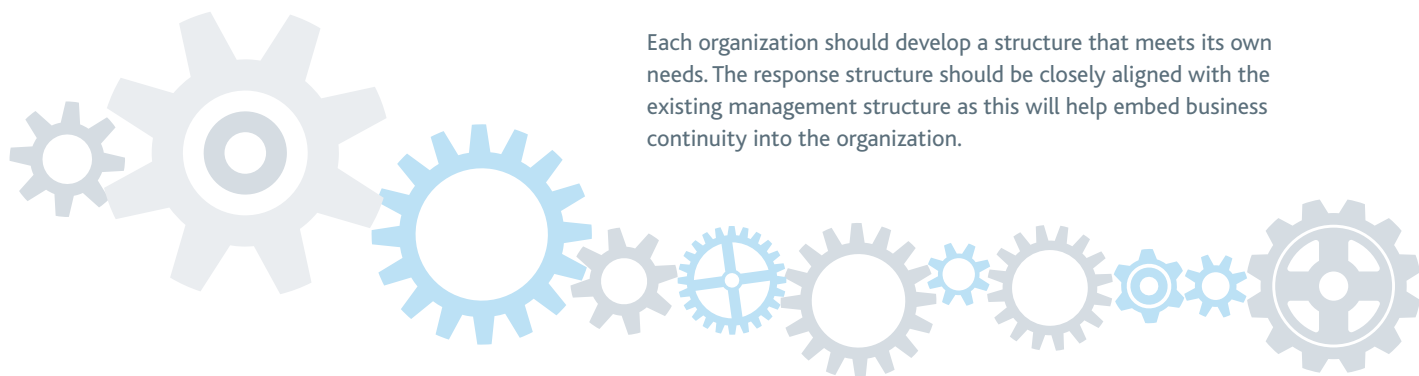 Each organization should develop a structure that meets its own
needs. The response structure should be closely aligned with the
existing management structure as this will help embed business
continuity into the organization.